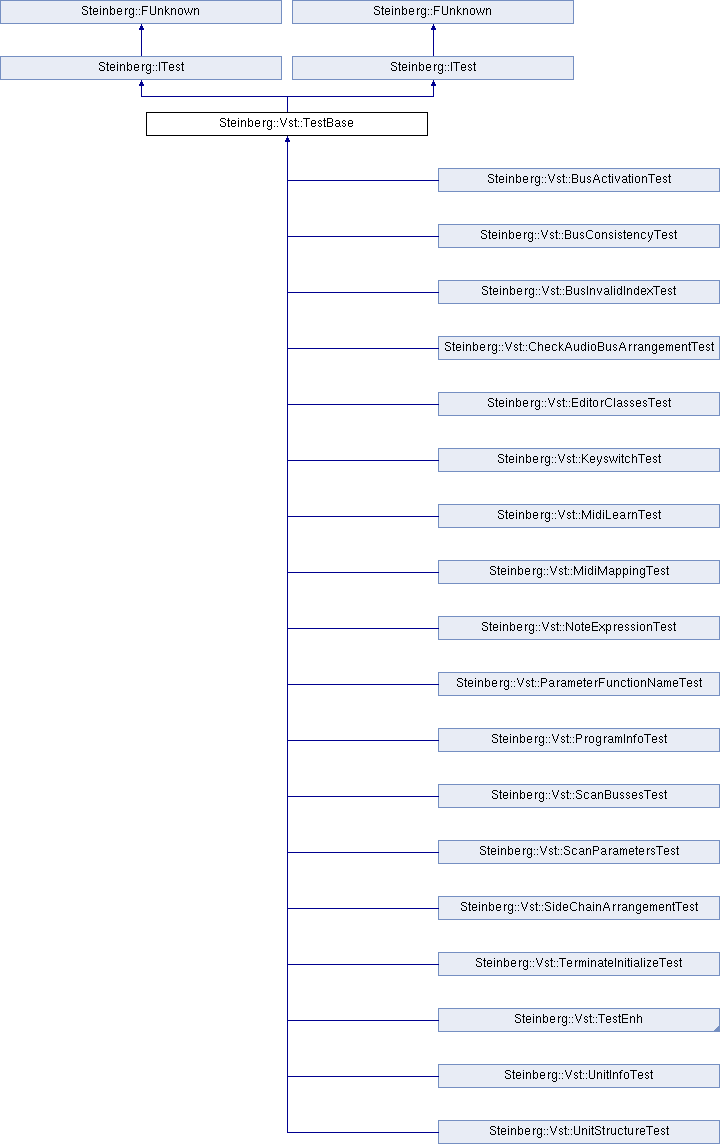 Steinberg::FUnknown
Steinberg::FUnknown
Steinberg::ITest
Steinberg::ITest
Steinberg::Vst::TestBase
Steinberg::Vst::BusActivationTest
Steinberg::Vst::BusConsistencyTest
Steinberg::Vst::BusInvalidIndexTest
Steinberg::Vst::CheckAudioBusArrangementTest
Steinberg::Vst::EditorClassesTest
Steinberg::Vst::KeyswitchTest
Steinberg::Vst::MidiLearnTest
Steinberg::Vst::MidiMappingTest
Steinberg::Vst::NoteExpressionTest
Steinberg::Vst::ParameterFunctionNameTest
Steinberg::Vst::ProgramInfoTest
Steinberg::Vst::ScanBussesTest
Steinberg::Vst::ScanParametersTest
Steinberg::Vst::SideChainArrangementTest
Steinberg::Vst::TerminateInitializeTest
Steinberg::Vst::TestEnh
Steinberg::Vst::UnitInfoTest
Steinberg::Vst::UnitStructureTest